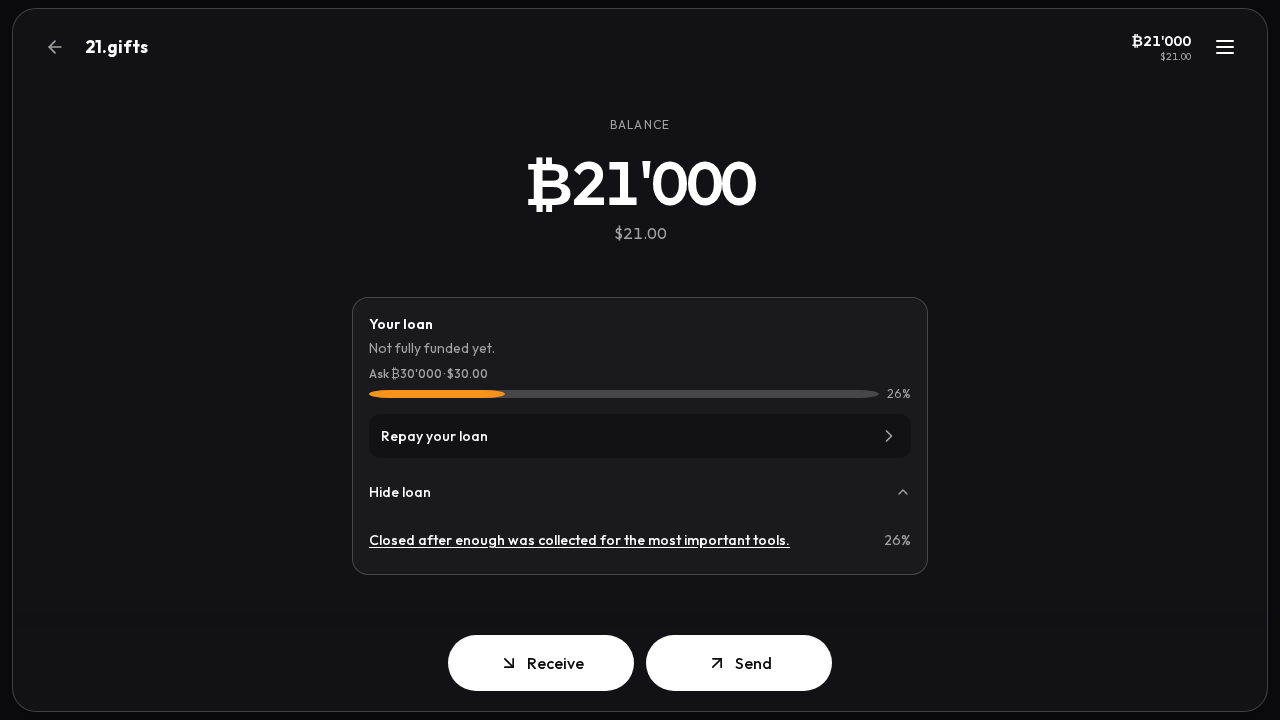 21.gifts
₿21'000
$21.00
BALANCE
₿21'000
$21.00
Your loan
Not fully funded yet.
Ask ₿30'000 · $30.00
26%
Repay your loan
Hide loan
Closed after enough was collected for the most important tools.
26%
Receive
Send